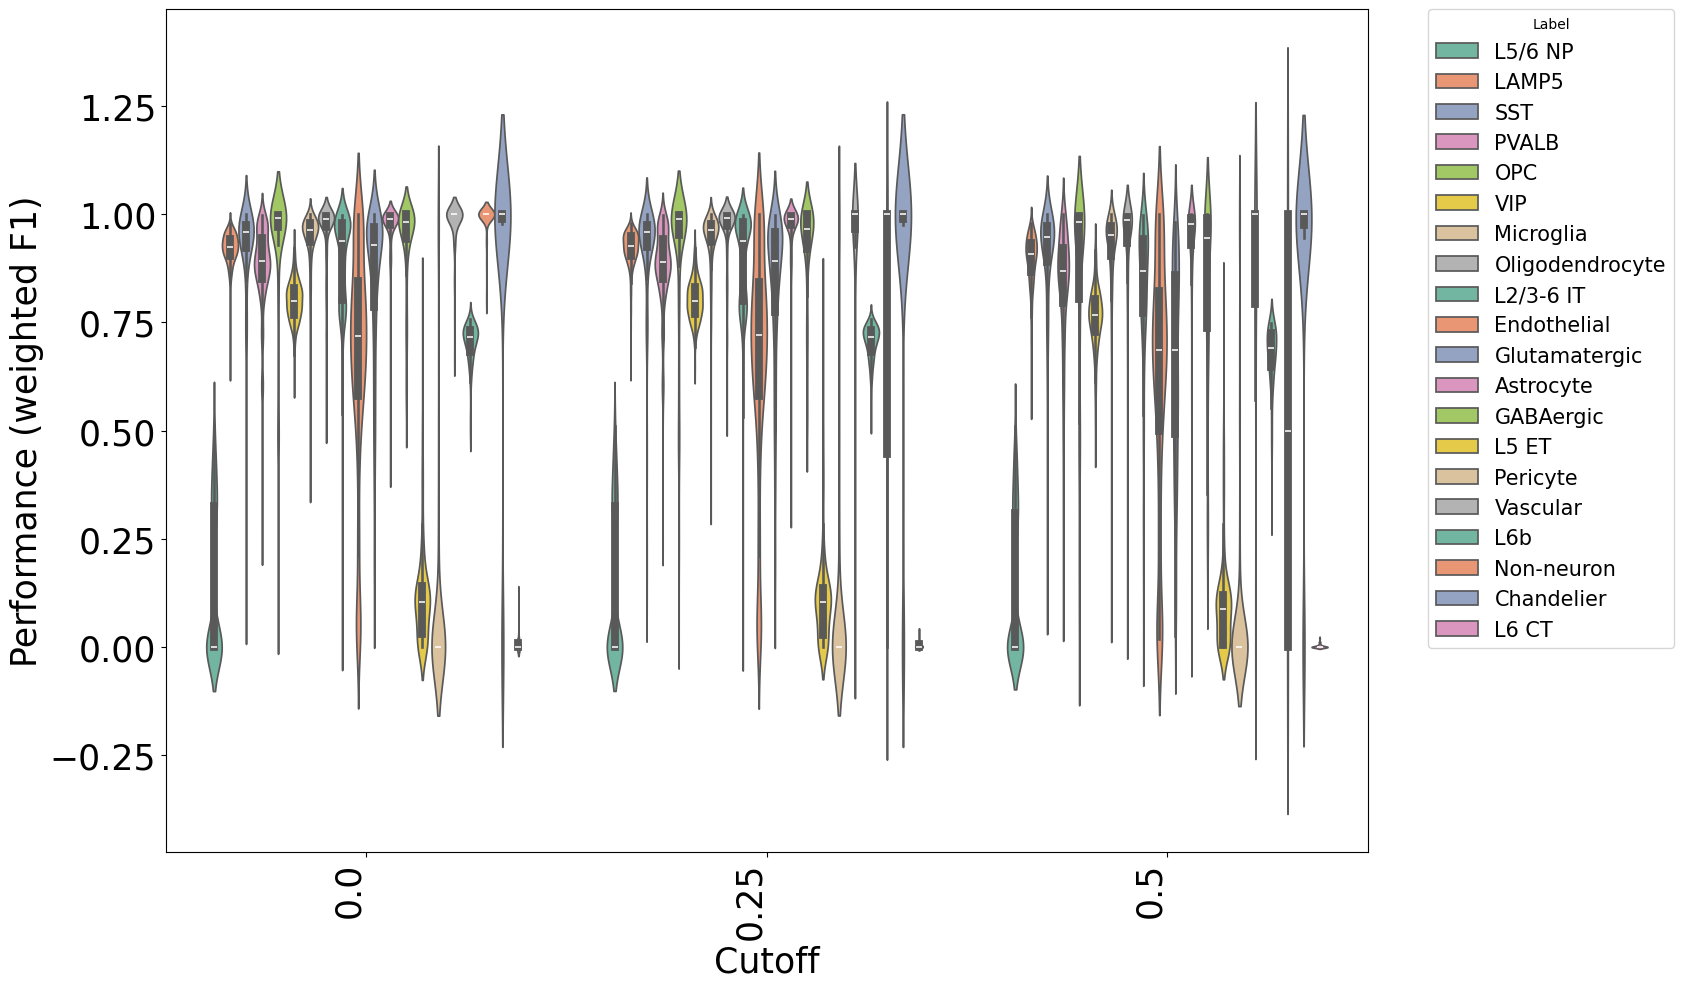 Performance (weighted F1)
1.25
1.00
0.75
0.50
0.25
0.00
−0.25
0.0
0.25
0.5
Cutoff
Label
L5/6 NP
LAMP5
SST
PVALB
OPC
VIP
Microglia
Oligodendrocyte
L2/3-6 IT
Endothelial
Glutamatergic
Astrocyte
GABAergic
L5 ET
Pericyte
Vascular
L6b
Non-neuron
Chandelier
L6 CT